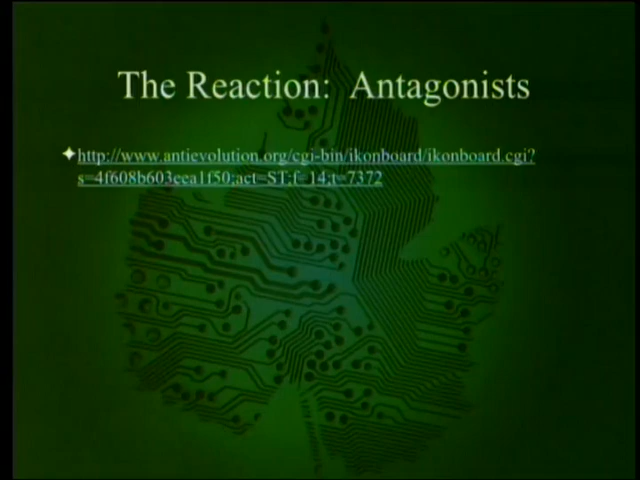 The Reaction: Antagonists
http://www.antievolution.org/cgi-bin/ikonboard/ikonboard.cgi?
s=4f608b603eea1f50;act=ST;f=14;t=7372